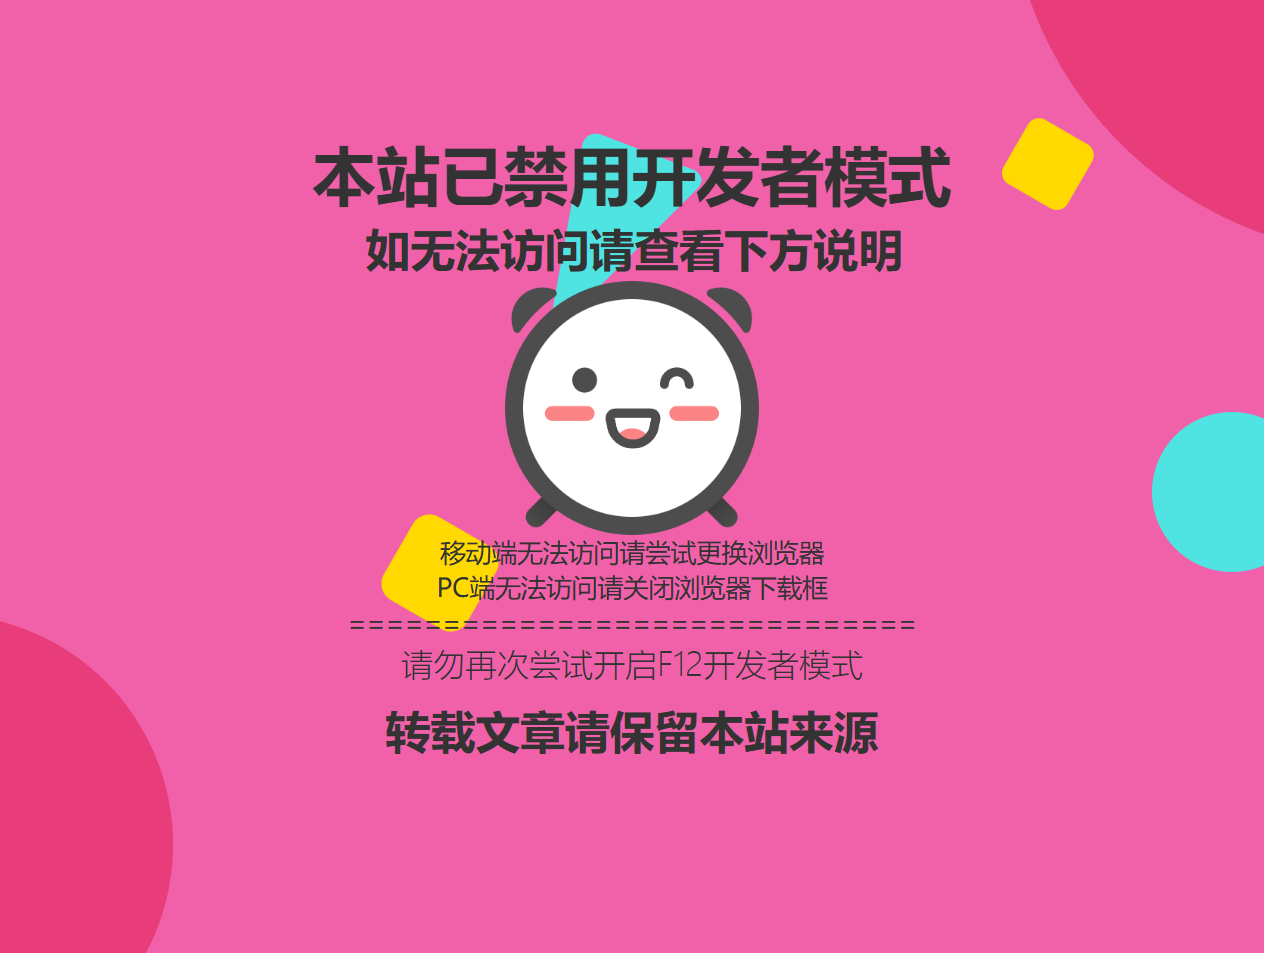 本站已禁用开发者模式
如无法访问请查看下方说明
移动端无法访问请尝试更换浏览器
PC端无法访问请关闭浏览器下载框
==============================
请勿再次尝试开启F12开发者模式
转载文章请保留本站来源